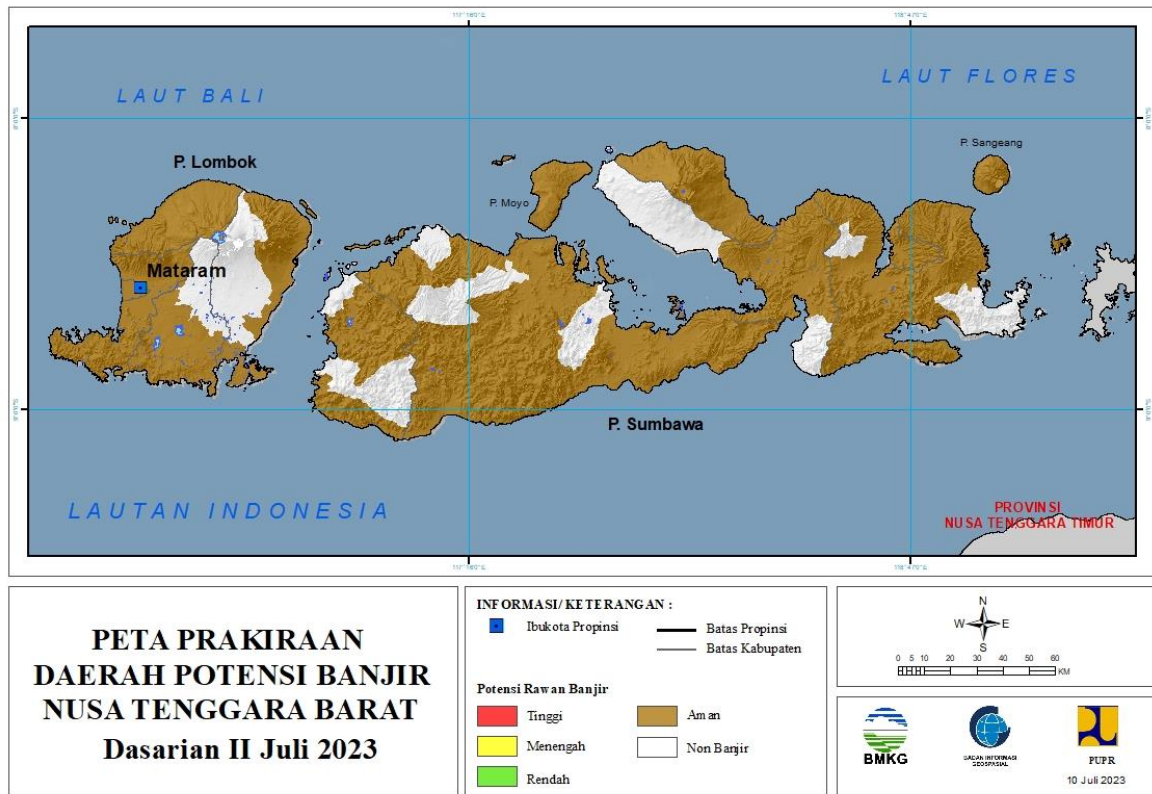 LAUT BALI
LAUT FLORES
P. Lombok
P. Sangeang
P. Moyo
Mataram
P. Sumbawa
LAUTAN INDONESIA
PROVINSI
NUSA TENGGARA TIMUR
PETA PRAKIRAAN
DAERAH POTENSI BANJIR
NUSA TENGGARA BARAT
Dasarian II Juli 2023
INFORMASI/ KETERANGAN :
Ibukota Propinsi
Batas Propinsi
Batas Kabupaten
Potensi Rawan Banjir
Tinggi
Aman
Menengah
Non Banjir
Rendah
N
W E
S
0 5 10 20 30 40 50 60
KM
BMKG
BADAN INFORMASI
GEOSPASIAL
PUPR
10 Juli 2023